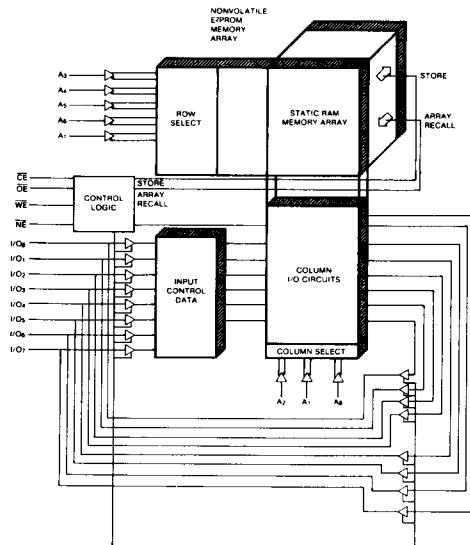 NONVOLATILE
E²PROM
MEMORY
ARRAY
A₃
A₄
A₅
A₆
A₇
ROW
SELECT
STATIC RAM
MEMORY ARRAY
STORE
ARRAY
RECALL
CE
OE
WE
NE
CONTROL
LOGIC
STORE
ARRAY
RECALL
I/O₀
I/O₁
I/O₂
I/O₃
I/O₄
I/O₅
I/O₆
I/O₇
INPUT
CONTROL
DATA
COLUMN
I/O CIRCUITS
COLUMN SELECT
A₂
A₁